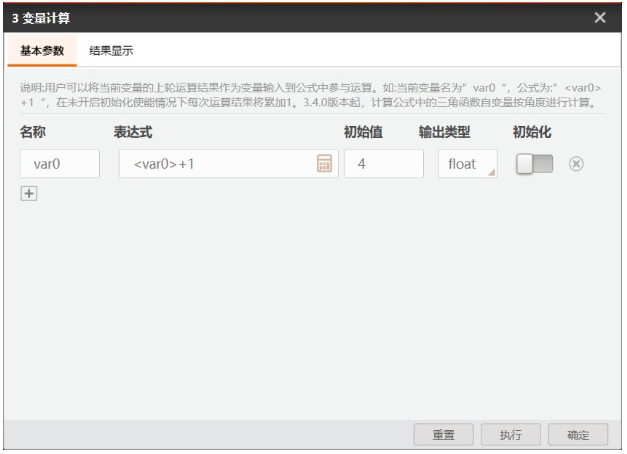 3 变量计算
基本参数 结果显示
说明:用户可以将当前变量的上轮运算结果作为变量输入到公式中参与运算。如:当前变量名为" var0 ", 公式为:" <var0>
+1 ", 在未开启初始化使能情况下每次运算结果将累加1。3.4.0版本起, 计算公式中的三角函数自变量按角度进行计算。
名称 表达式 初始值 输出类型 初始化
var0 <var0>+1 4 float
重置 执行 确定